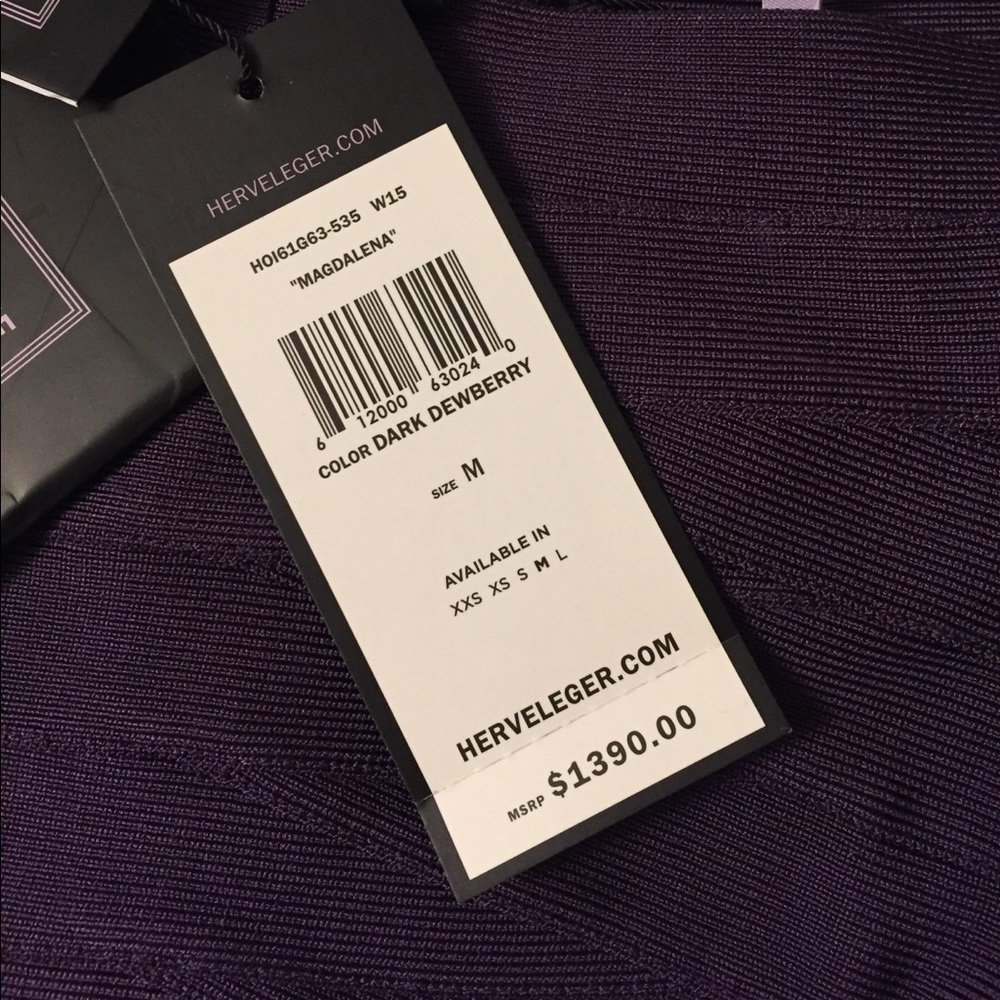 HERVELEGER.COM
HOI61G63-535 W15
"MAGDALENA"
6 12000 63024 0
COLOR DARK DEWBERRY
SIZE M
AVAILABLE IN
XXS XS S M L
HERVELEGER.COM
MSRP $1390.00